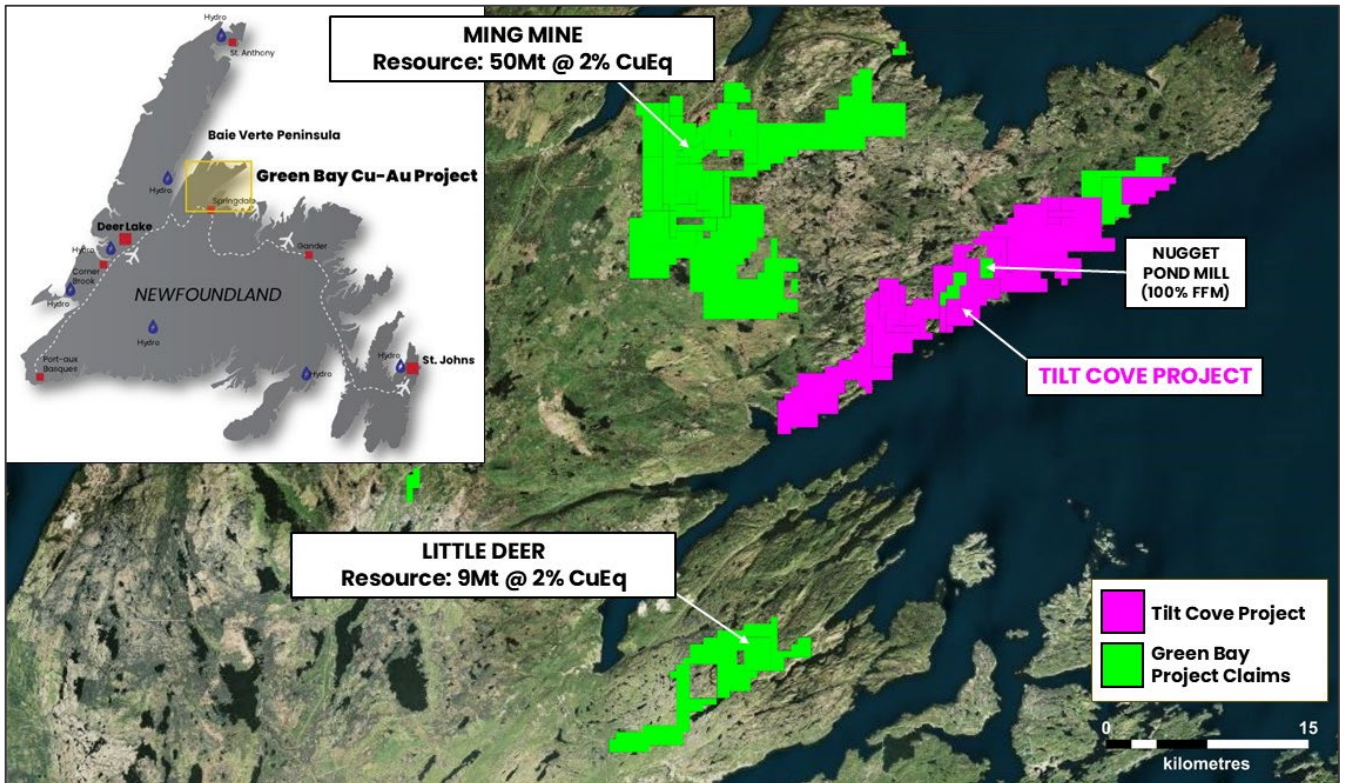 Hydro
St. Anthony
Baie Verte Peninsula
Hydro
Green Bay Cu-Au Project
Springdale
Deer Lake
Hydro
Corner
Brook
Hydro
Gander
NEWFOUNDLAND
Hydro
Port-aux
Basques
Hydro
Hydro
St. Johns
MING MINE
Resource: 50Mt @ 2% CuEq
NUGGET
POND MILL
(100% FFM)
TILT COVE PROJECT
LITTLE DEER
Resource: 9Mt @ 2% CuEq
Tilt Cove Project
Green Bay
Project Claims
0 15
kilometres